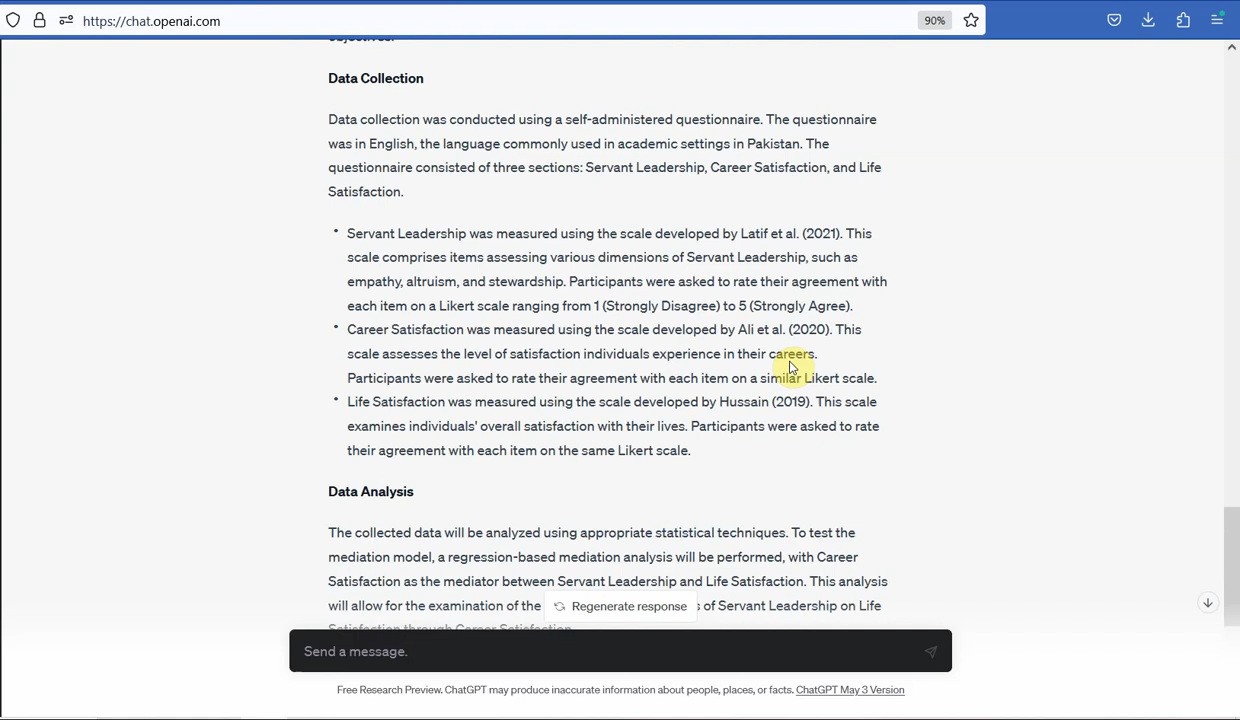 https://chat.openai.com
90%
objectives.
Data Collection
Data collection was conducted using a self-administered questionnaire. The questionnaire
was in English, the language commonly used in academic settings in Pakistan. The
questionnaire consisted of three sections: Servant Leadership, Career Satisfaction, and Life
Satisfaction.
• Servant Leadership was measured using the scale developed by Latif et al. (2021). This
scale comprises items assessing various dimensions of Servant Leadership, such as
empathy, altruism, and stewardship. Participants were asked to rate their agreement with
each item on a Likert scale ranging from 1 (Strongly Disagree) to 5 (Strongly Agree).
• Career Satisfaction was measured using the scale developed by Ali et al. (2020). This
scale assesses the level of satisfaction individuals experience in their careers.
Participants were asked to rate their agreement with each item on a similar Likert scale.
• Life Satisfaction was measured using the scale developed by Hussain (2019). This scale
examines individuals' overall satisfaction with their lives. Participants were asked to rate
their agreement with each item on the same Likert scale.
Data Analysis
The collected data will be analyzed using appropriate statistical techniques. To test the
mediation model, a regression-based mediation analysis will be performed, with Career
Satisfaction as the mediator between Servant Leadership and Life Satisfaction. This analysis
will allow for the examination of the s of Servant Leadership on Life
Regenerate response
Satisfaction through Career Satisfaction.
Send a message.
Free Research Preview. ChatGPT may produce inaccurate information about people, places, or facts. ChatGPT May 3 Version